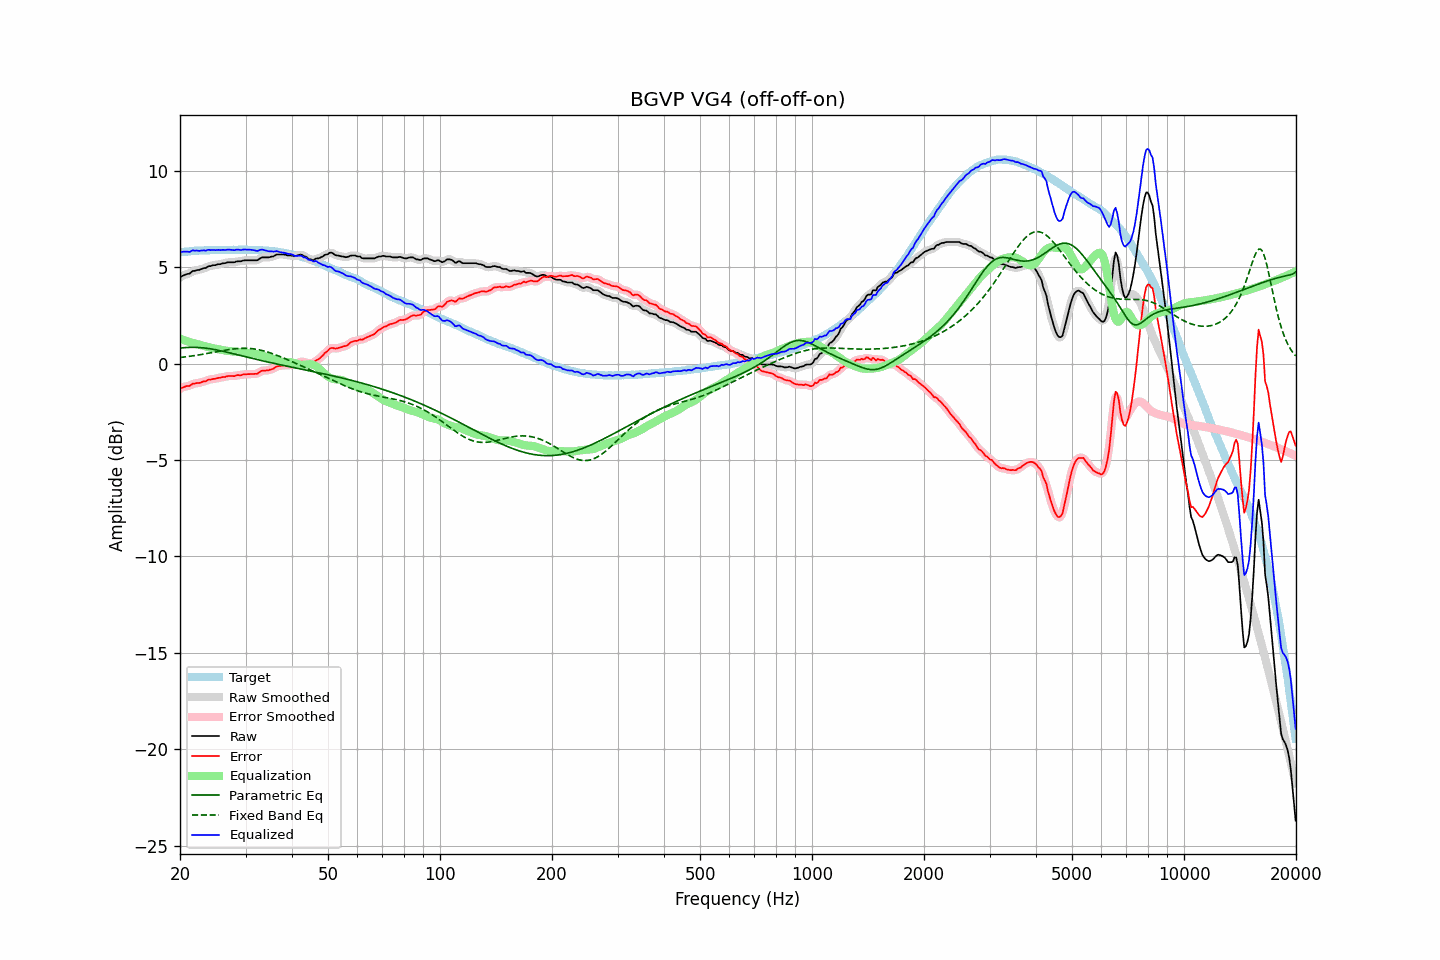 BGVP VG4 (off-off-on)
Amplitude (dBr)
10
5
0
−5
−10
−15
−20
−25
Target
Raw Smoothed
Error Smoothed
Raw
Error
Equalization
Parametric Eq
Fixed Band Eq
Equalized
20 50 100 200 500 1000 2000 5000 10000 20000
Frequency (Hz)